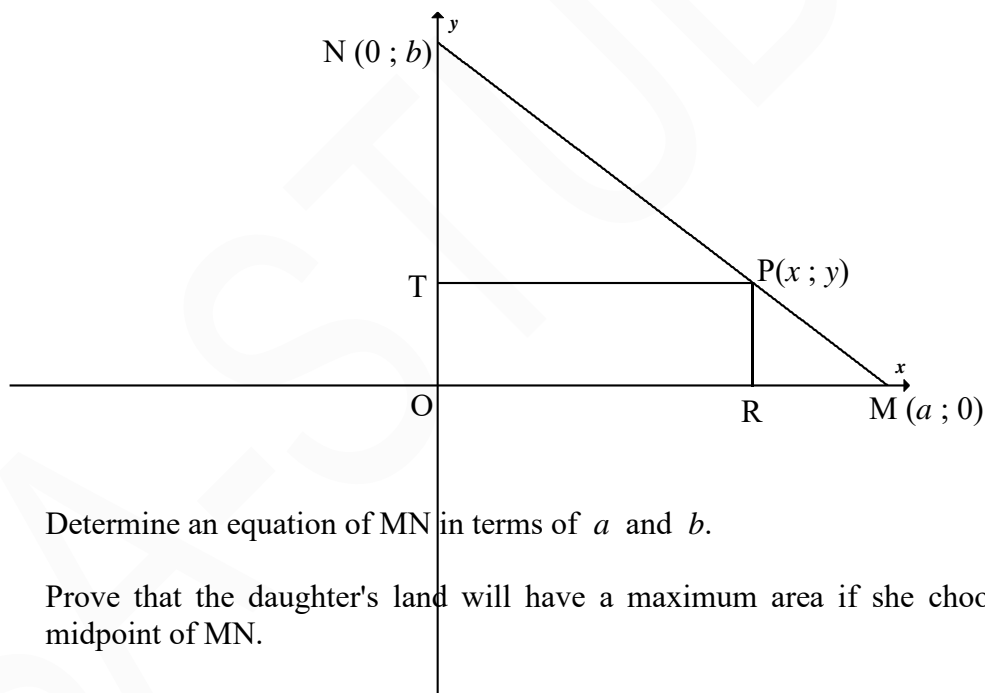 y
N (0 ; b)
P(x ; y)
T
x
O
R
M (a ; 0)
Determine an equation of MN in terms of a and b.
Prove that the daughter's land will have a maximum area if she
midpoint of MN.